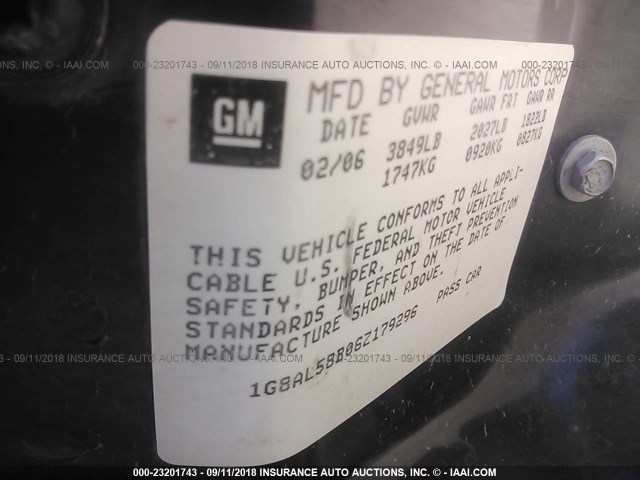 000-23201743 - 09/11/2018 INSURANCE AUTO AUCTIONS, INC. - © - IAAI.COM
GM
MFD BY GENERAL MOTORS CORP
DATE GVWR GAWR FRT GAWR RR
02/06 3849LB 2027LB 1822LB
1747KG 0920KG 0827KG
THIS VEHICLE CONFORMS TO ALL APPLI-
CABLE U.S. FEDERAL MOTOR VEHICLE
SAFETY, BUMPER, AND THEFT PREVENTION
STANDARDS IN EFFECT ON THE DATE OF
MANUFACTURE SHOWN ABOVE.
1G8AL58B06Z179296 PASS CAR
000-23201743 - 09/11/2018 INSURANCE AUTO AUCTIONS, INC. - © - IAAI.COM